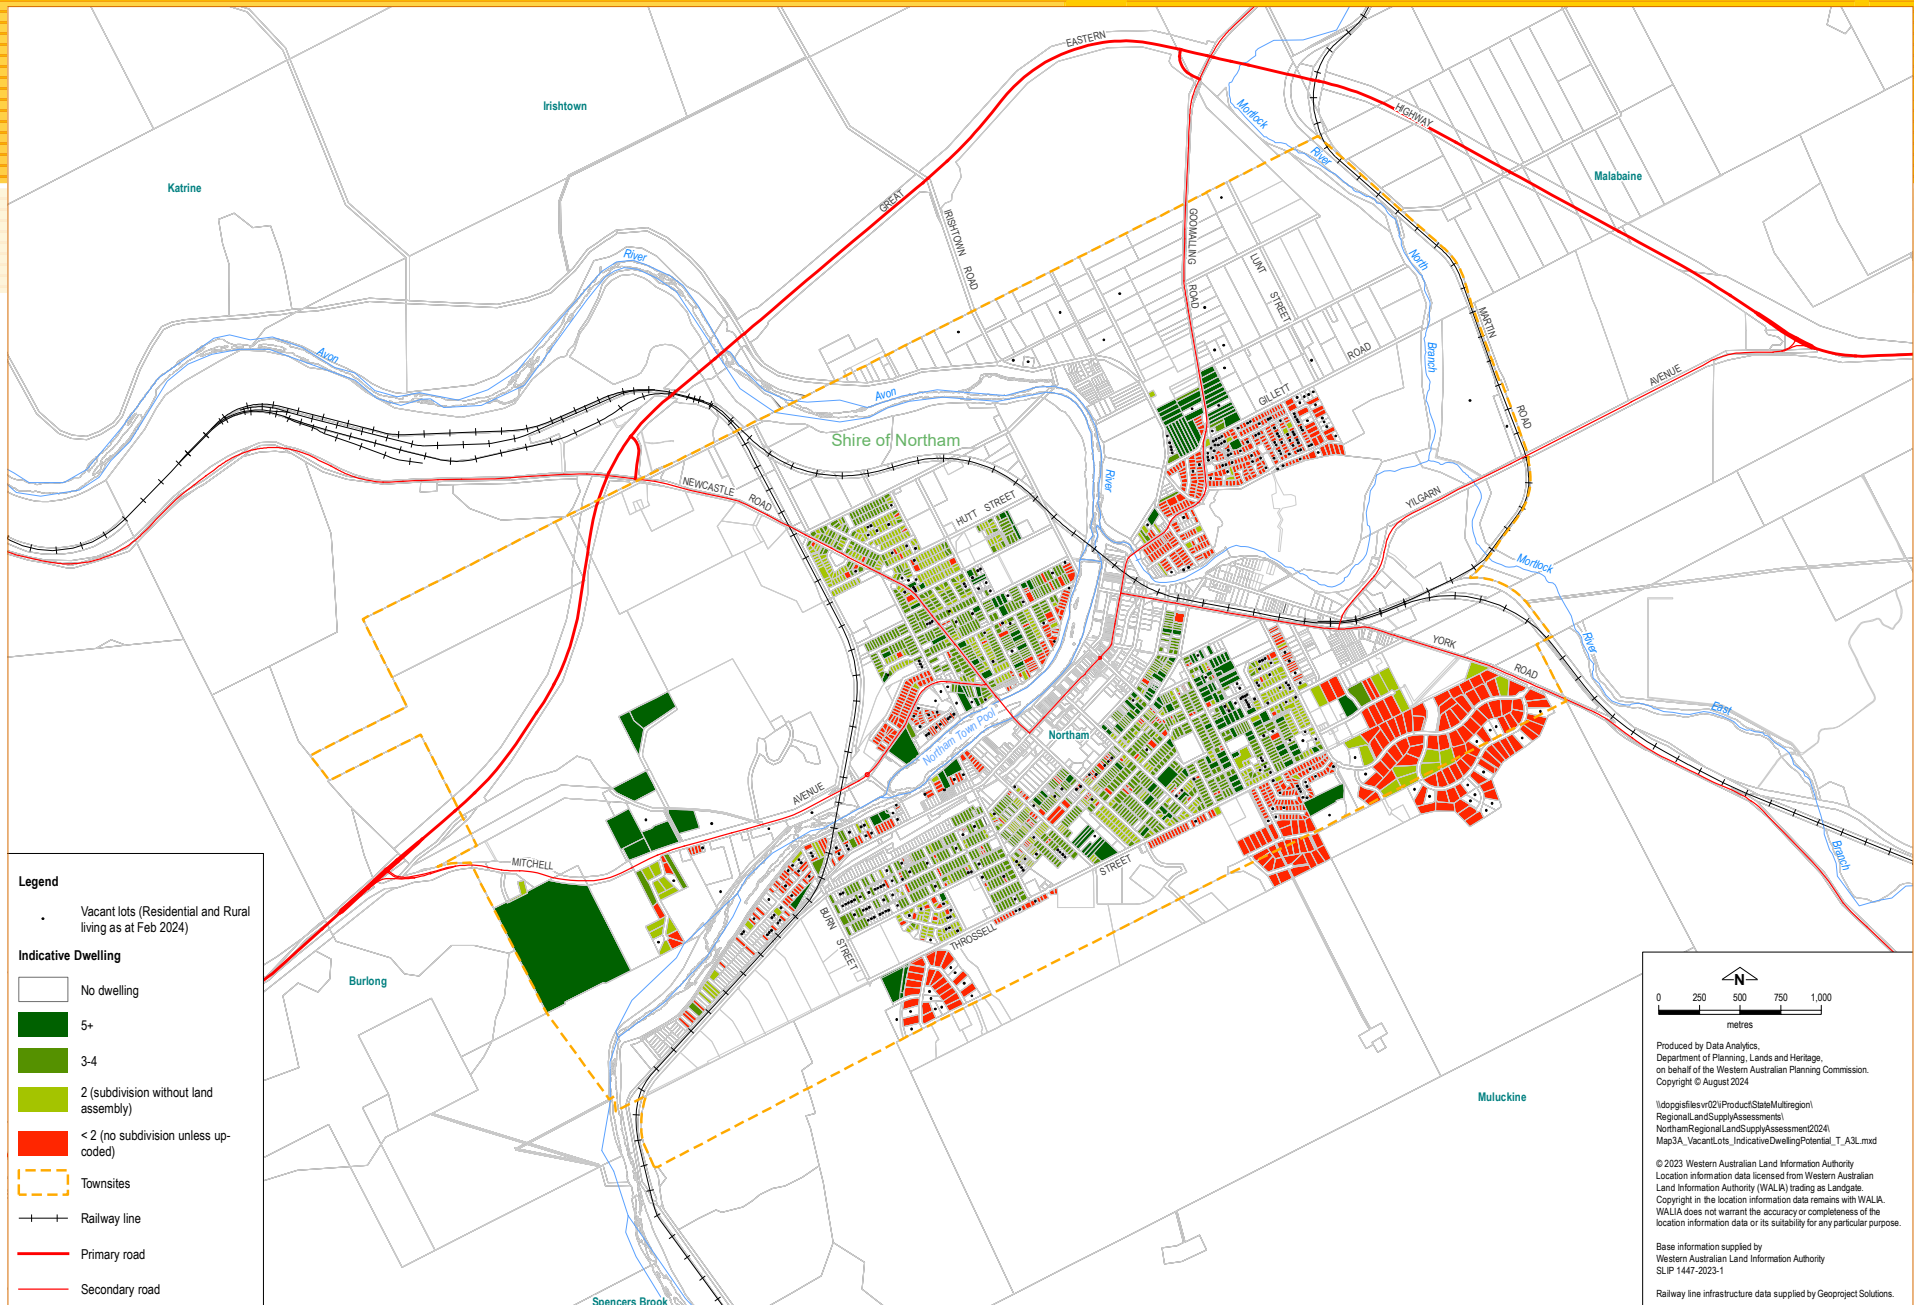 EASTERN
Irishtown
Mortlock
HIGHWAY
River
Malabaine
Katrine
GREAT
IRISHTOWN ROAD
GOOMALLING ROAD
LUNT STREET
North
River
MARTIN ROAD
Branch
Avon
ROAD
GILLETT
AVENUE
Avon
Shire of Northam
River
NEWCASTLE ROAD
HUTT STREET
YILGARN
Mortlock
River
YORK ROAD
East
Branch
Northam Town Pool
Northam
AVENUE
MITCHELL
STREET
THROSSELL
BURN STREET
Burlong
Muluckine
Spencers Brook
Legend
Vacant lots (Residential and Rural
living as at Feb 2024)
Indicative Dwelling
No dwelling
5+
3-4
2 (subdivision without land
assembly)
< 2 (no subdivision unless up-
coded)
Townsites
Railway line
Primary road
Secondary road
N
0 250 500 750 1,000
metres
Produced by Data Analytics,
Department of Planning, Lands and Heritage,
on behalf of the Western Australian Planning Commission.
Copyright © August 2024
\\dopgisfilesvr02\iProduct\StateMultiregion\
RegionalLandSupplyAssessments\
NorthamRegionalLandSupplyAssessment2024\
Map3A_VacantLots_IndicativeDwellingPotential_T_A3L.mxd
© 2023 Western Australian Land Information Authority
Location information data licensed from Western Australian
Land Information Authority (WALIA) trading as Landgate.
Copyright in the location information data remains with WALIA.
WALIA does not warrant the accuracy or completeness of the
location information data or its suitability for any particular purpose.
Base information supplied by
Western Australian Land Information Authority
SLIP 1447-2023-1
Railway line infrastructure data supplied by Geoproject Solutions.